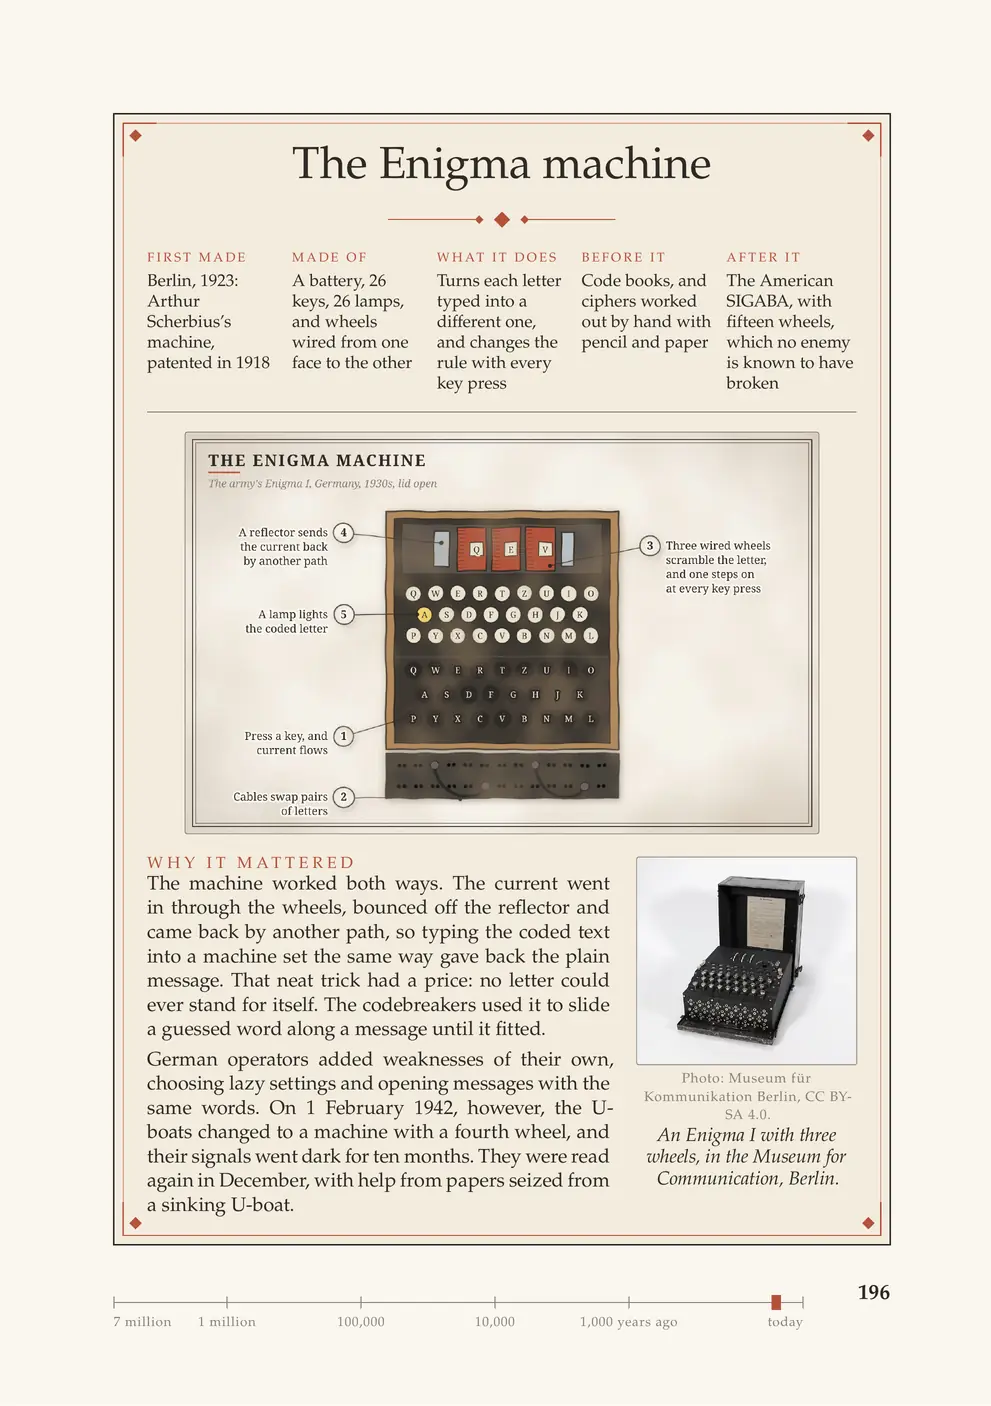 The Enigma machine
FIRST MADE
Berlin, 1923:
Arthur
Scherbius's
machine,
patented in 1918
MADE OF
A battery, 26
keys, 26 lamps,
and wheels
wired from one
face to the other
WHAT IT DOES
Turns each letter
typed into a
different one,
and changes the
rule with every
key press
BEFORE IT
Code books, and
ciphers worked
out by hand with
pencil and paper
AFTER IT
The American
SIGABA, with
fifteen wheels,
which no enemy
is known to have
broken
THE ENIGMA MACHINE
The army's Enigma I, Germany, 1930s, lid open
A reflector sends
the current back
by another path
4
Q E V
3
Three wired wheels
scramble the letter,
and one steps on
at every key press
Q W E R T Z U I O
A lamp lights
the coded letter
5
A S D F G H J K
P Y X C V B N M L
Q W E R T Z U I O
A S D F G H J K
P Y X C V B N M L
Press a key, and
current flows
1
Cables swap pairs
of letters
2
WHY IT MATTERED
The machine worked both ways. The current went
in through the wheels, bounced off the reflector and
came back by another path, so typing the coded text
into a machine set the same way gave back the plain
message. That neat trick had a price: no letter could
ever stand for itself. The codebreakers used it to slide
a guessed word along a message until it fitted.
German operators added weaknesses of their own,
choosing lazy settings and opening messages with the
same words. On 1 February 1942, however, the U-
boats changed to a machine with a fourth wheel, and
their signals went dark for ten months. They were read
again in December, with help from papers seized from
a sinking U-boat.
Photo: Museum für
Kommunikation Berlin, CC BY-
SA 4.0.
An Enigma I with three
wheels, in the Museum for
Communication, Berlin.
196
7 million 1 million 100,000 10,000 1,000 years ago today